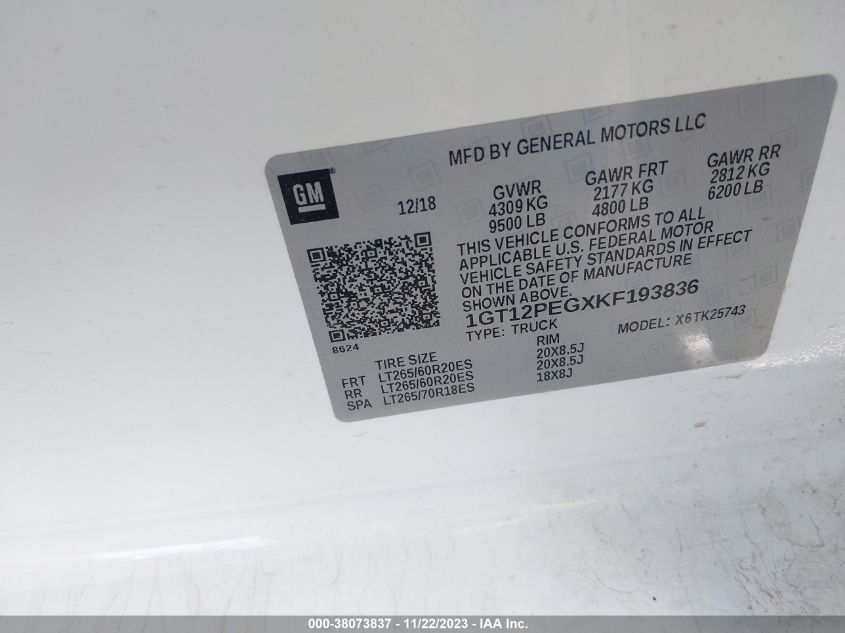 MFD BY GENERAL MOTORS LLC
GM
12/18
GVWR
4309 KG
9500 LB
GAWR FRT
2177 KG
4800 LB
GAWR RR
2812 KG
6200 LB
THIS VEHICLE CONFORMS TO ALL
APPLICABLE U.S. FEDERAL MOTOR
VEHICLE SAFETY STANDARDS IN EFFECT
ON THE DATE OF MANUFACTURE
SHOWN ABOVE.
1GT12PEGXKF193836
TYPE: TRUCK
MODEL: X6TK25743
8624
TIRE SIZE RIM
FRT LT265/60R20ES 20X8.5J
RR LT265/60R20ES 20X8.5J
SPA LT265/70R18ES 18X8J
000-38073837 - 11/22/2023 - IAA Inc.